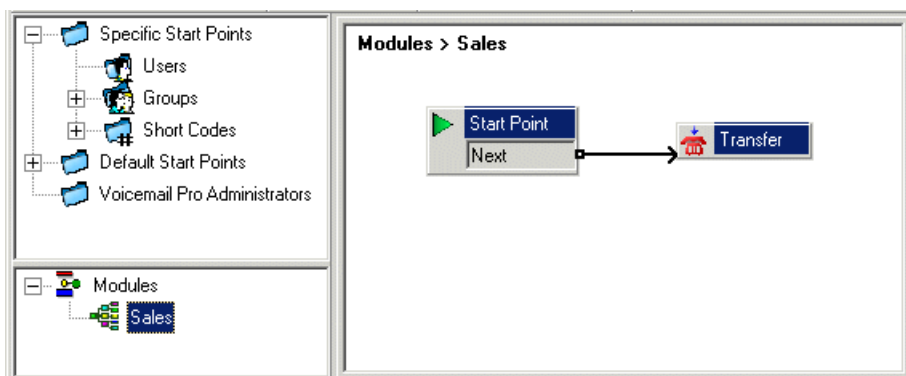 Specific Start Points
Users
Groups
Short Codes
Default Start Points
Voicemail Pro Administrators
Modules
Sales
Modules > Sales
Start Point
Next
Transfer